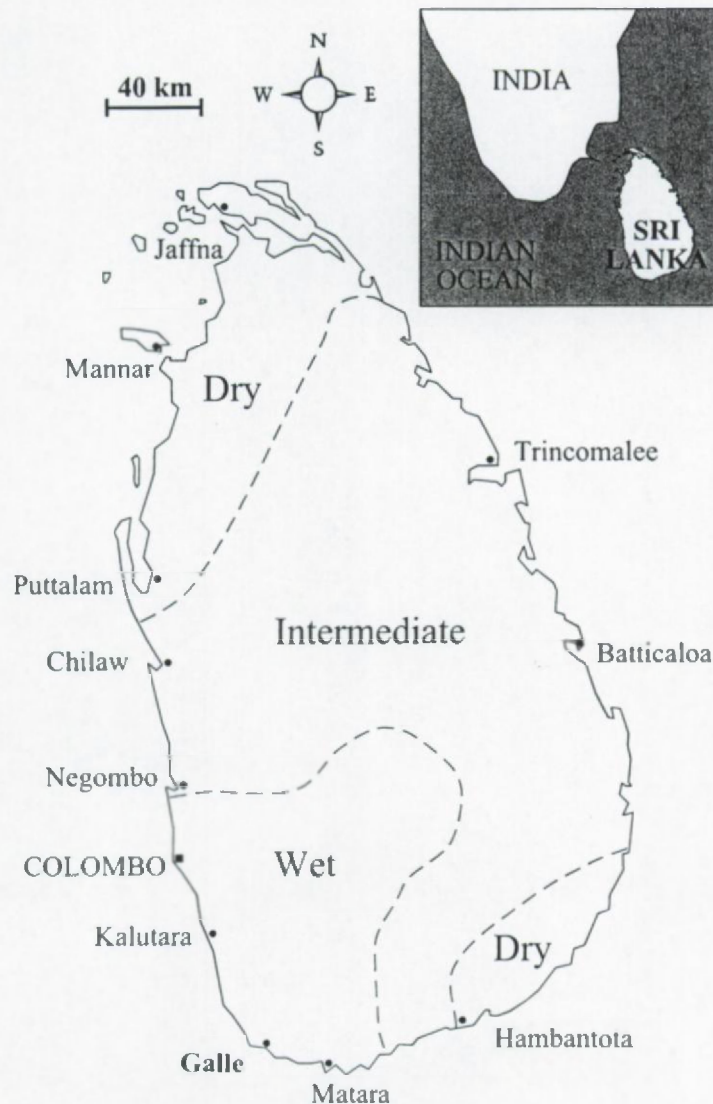 40 km
N
W E
S
INDIA
SRI
LANKA
INDIAN
OCEAN
Jaffna
Mannar
Dry
Trincomalee
Puttalam
Intermediate
Chilaw
Batticaloa
Negombo
COLOMBO
Wet
Kalutara
Dry
Hambantota
Galle
Matara